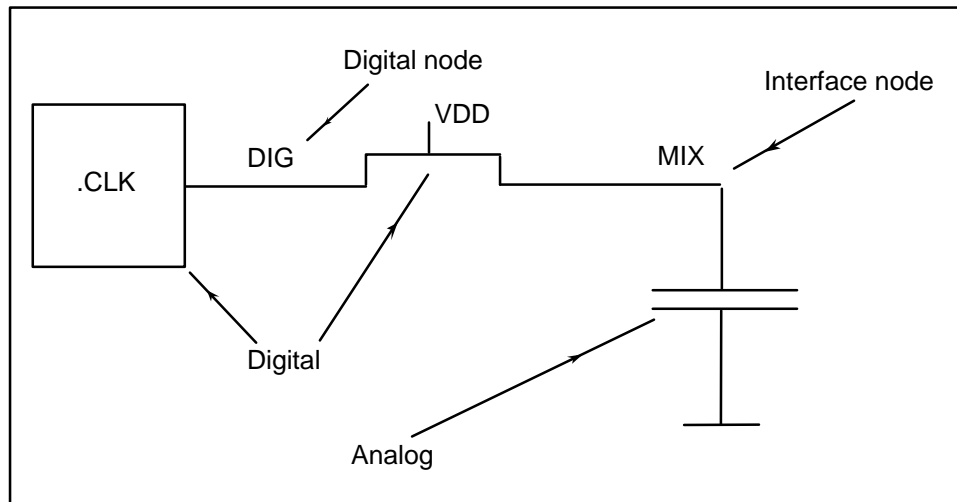 Digital node
Interface node
VDD
DIG
MIX
.CLK
Digital
Analog